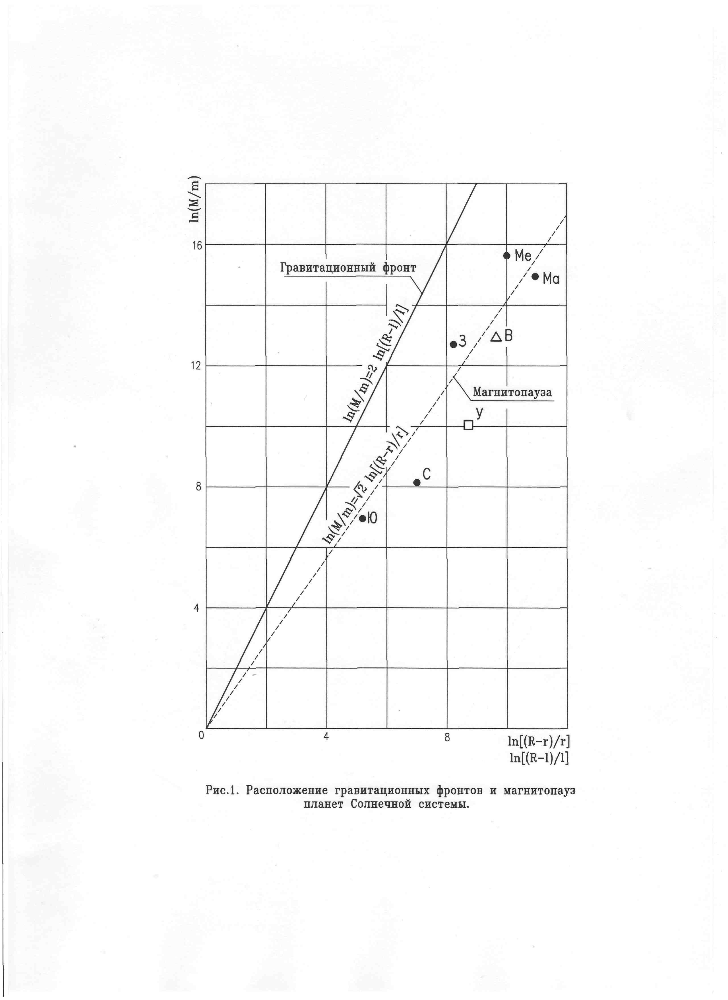 ln(M/m)
16
Me
Гравитационный фронт
Ma
ln(M/m)=2 ln[(R-l)/l]
В
З
12
Магнитопауза
У
ln(M/m)=√2 ln[(R-r)/r]
С
8
Ю
4
0
4
8
ln[(R-r)/r]
ln[(R-l)/l]
Рис.1. Расположение гравитационных фронтов и магнитопауз
планет Солнечной системы.